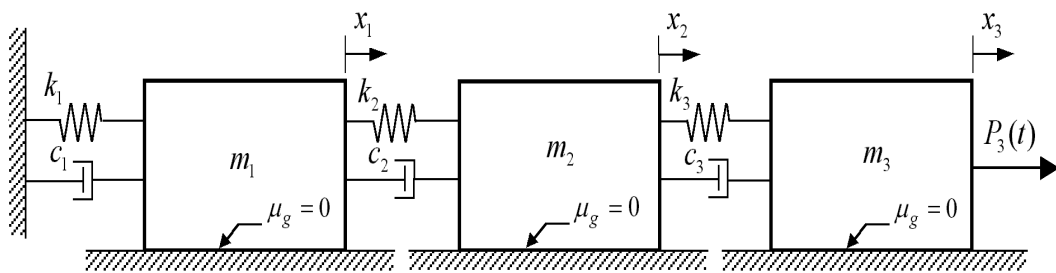 x₁ x₂ x₃
k₁ k₂ k₃
P₃(t)
c₁ m₁ c₂ m₂ c₃ m₃
μg = 0 μg = 0 μg = 0